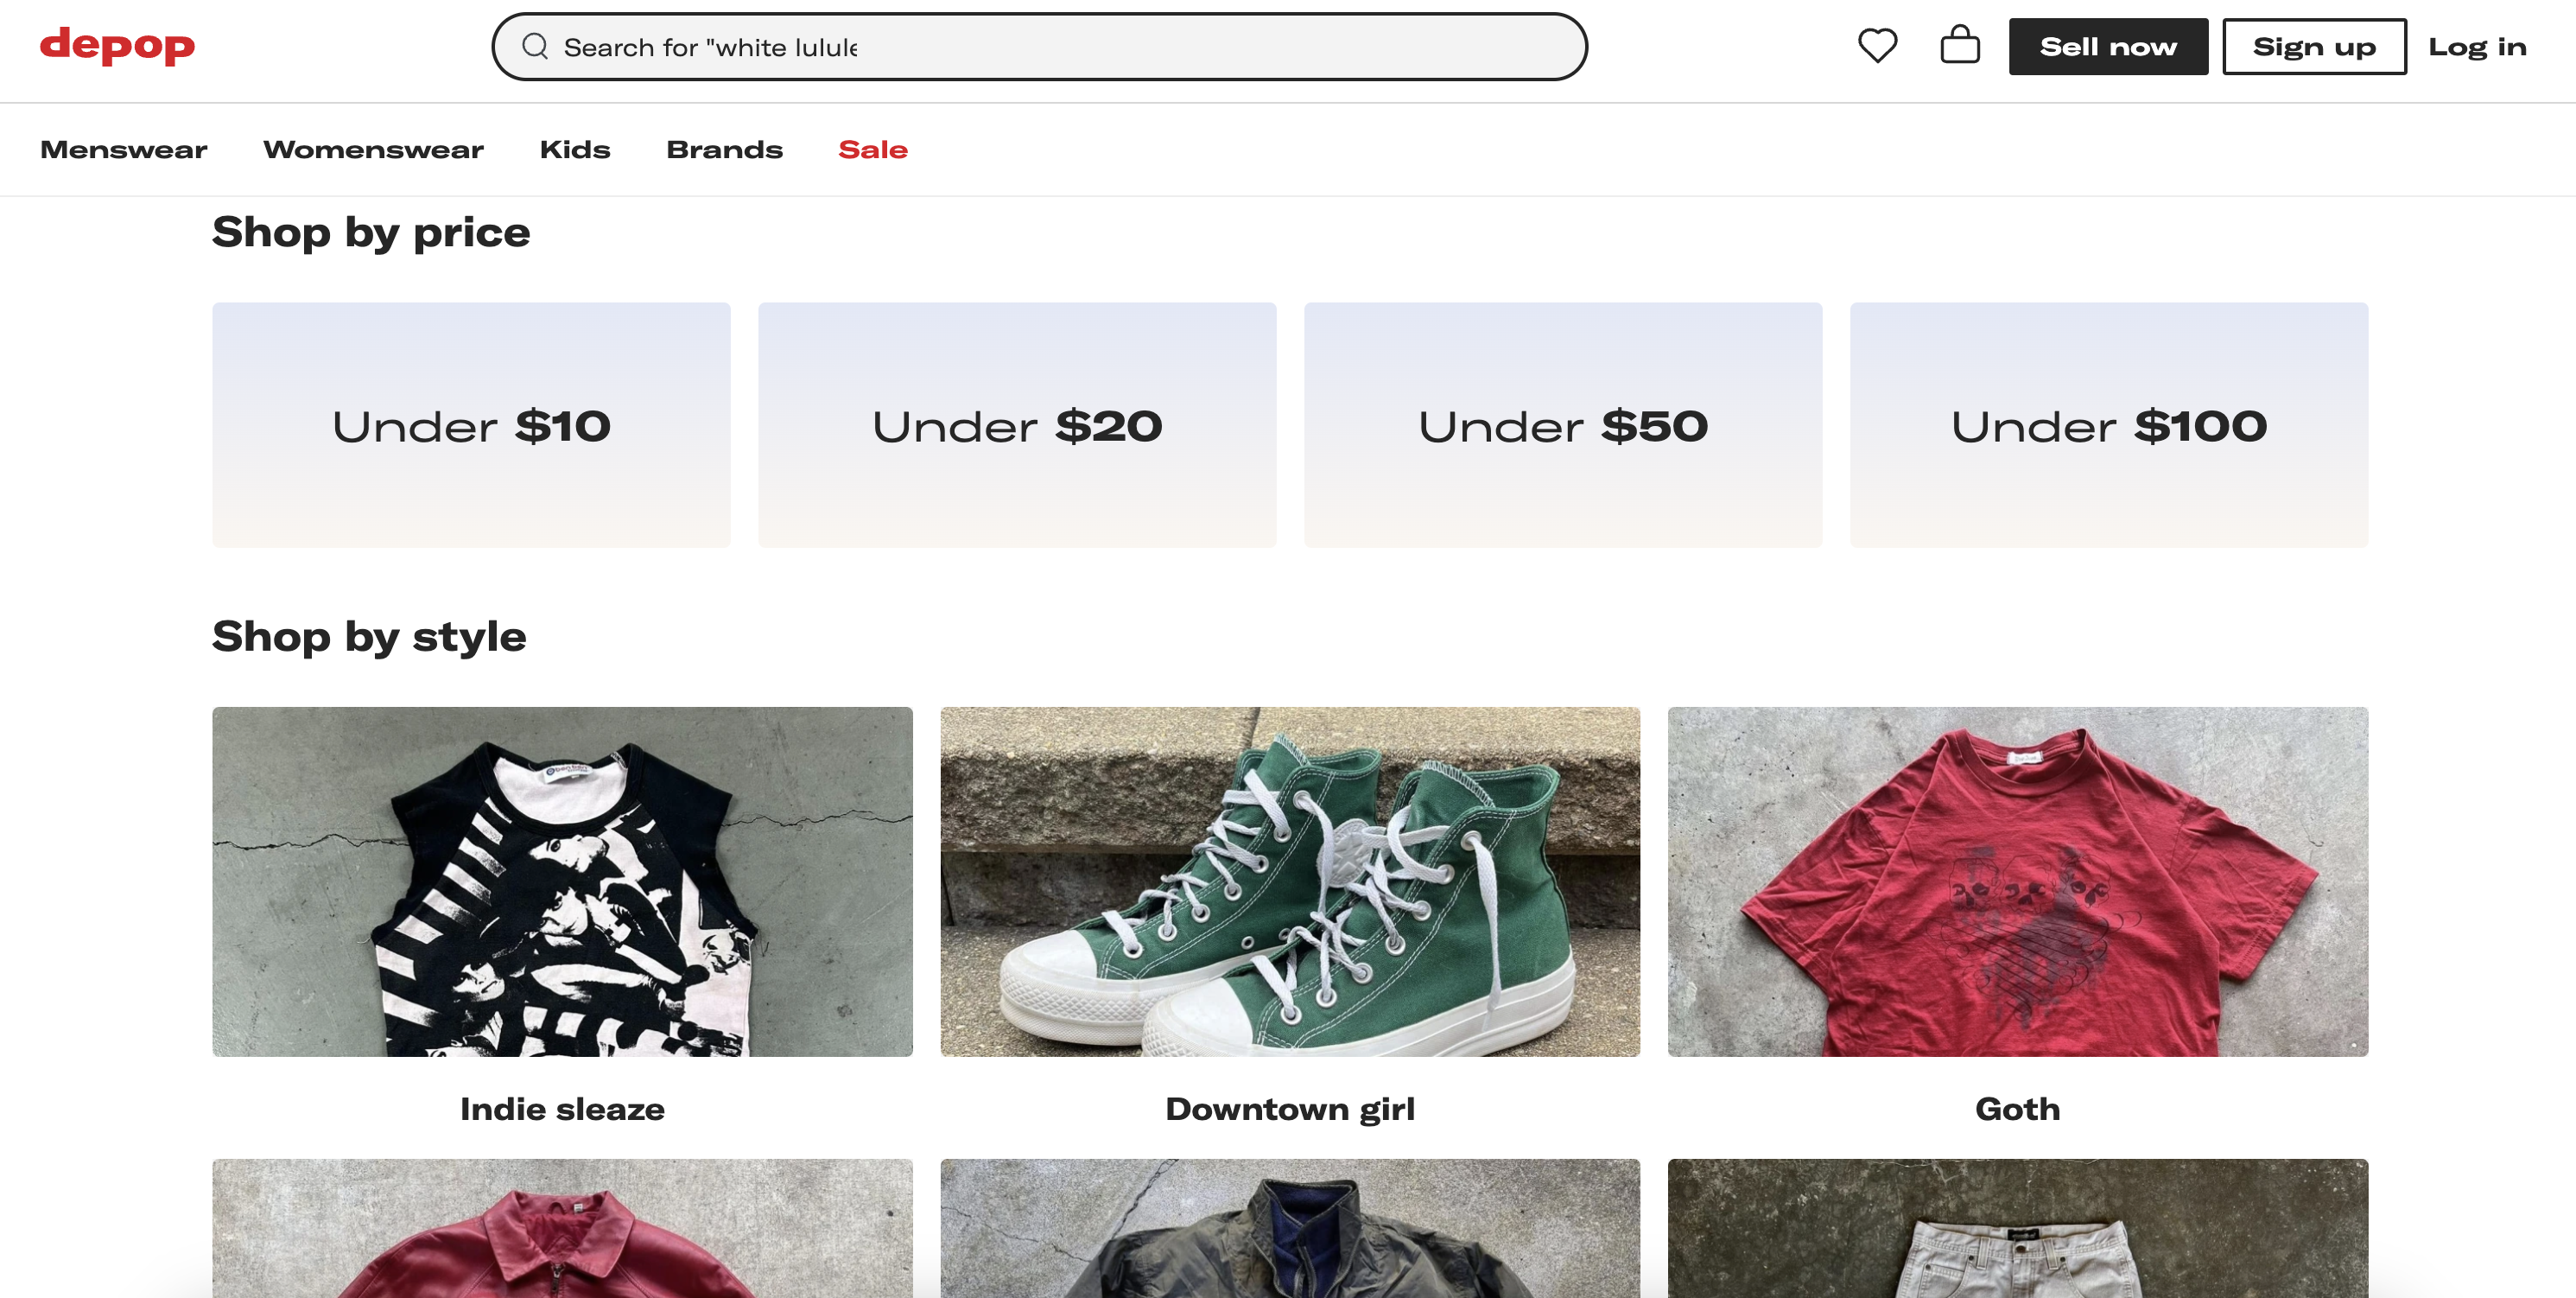 depop
Search for "white lulule
Sell now
Sign up
Log in
Menswear
Womenswear
Kids
Brands
Sale
Shop by price
Under $10
Under $20
Under $50
Under $100
Shop by style
Indie sleaze
Downtown girl
Goth